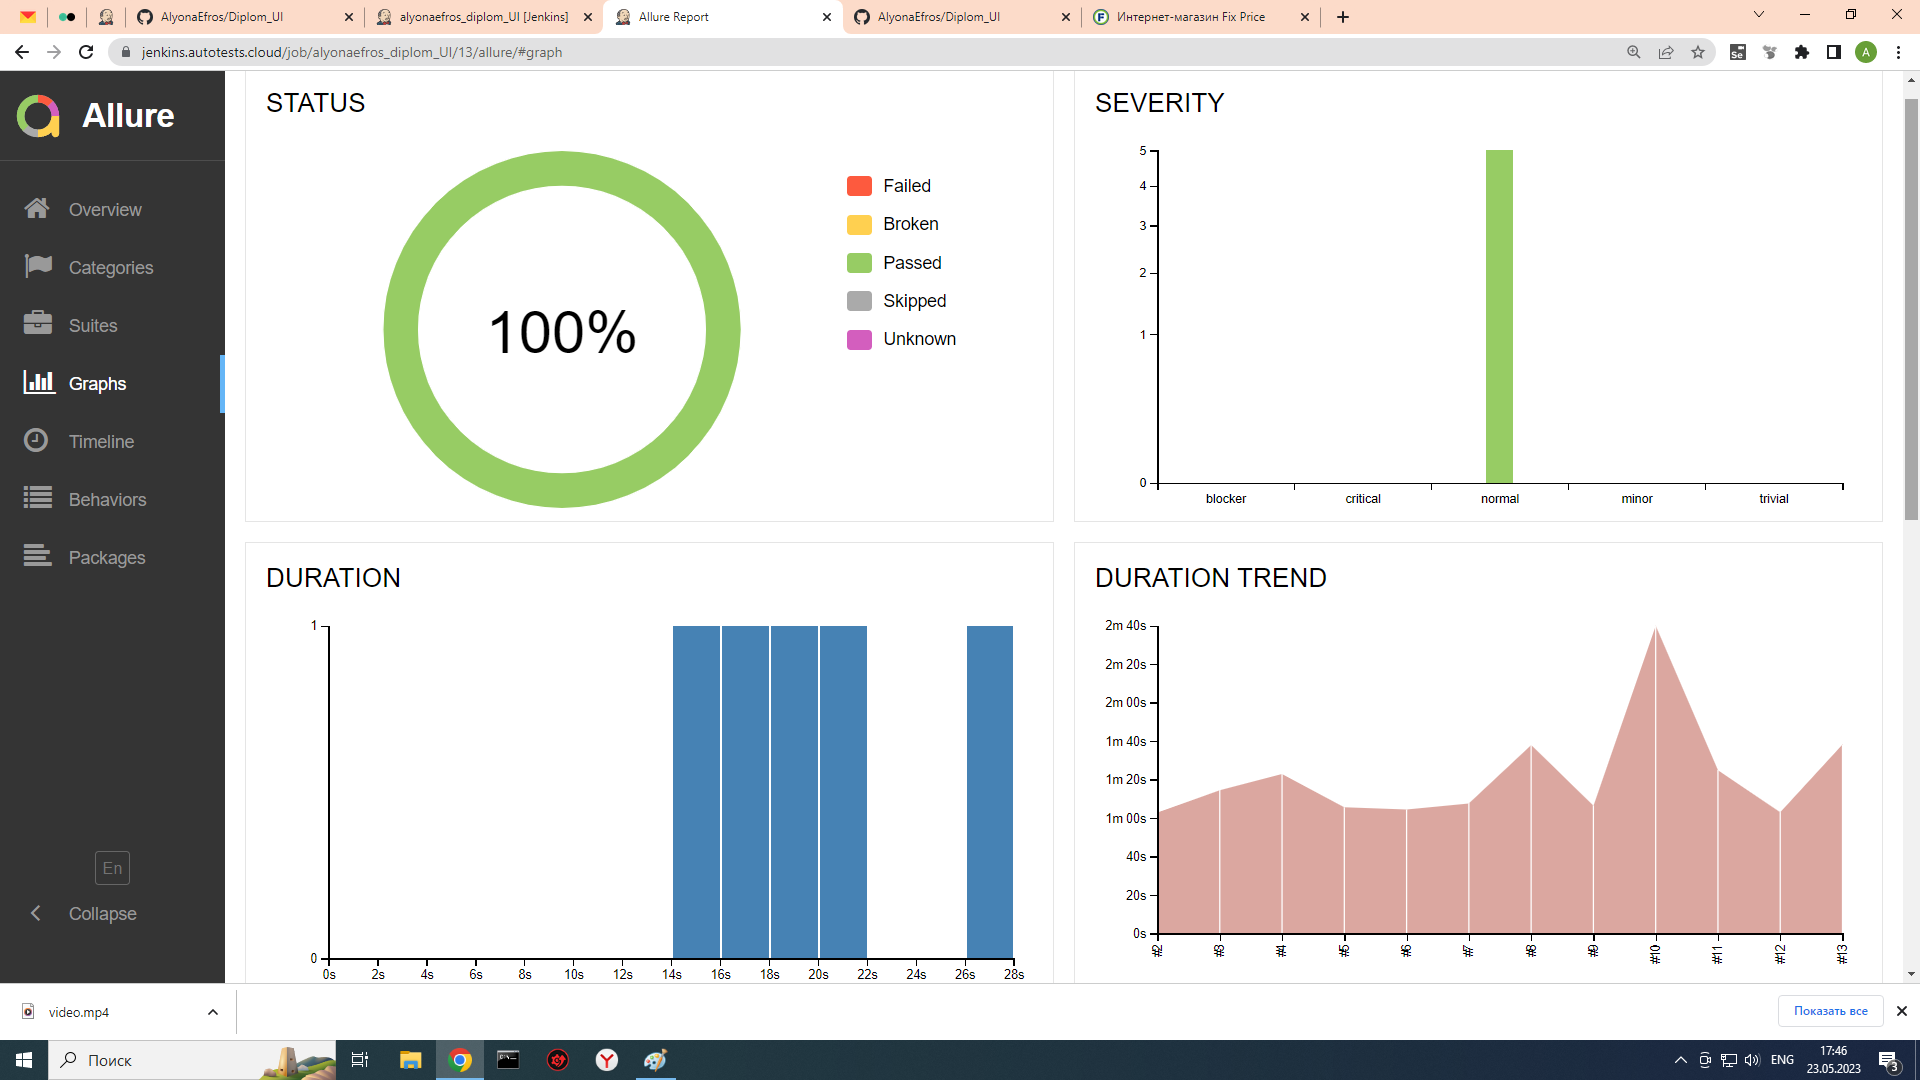 AlyonaEfros/Diplom_UI
alyonaefros_diplom_UI [Jenkins]
Allure Report
AlyonaEfros/Diplom_UI
Интернет-магазин Fix Price
jenkins.autotests.cloud/job/alyonaefros_diplom_UI/13/allure/#graph
Se
A
Allure
Overview
Categories
Suites
Graphs
Timeline
Behaviors
Packages
En
Collapse
STATUS
100%
Failed
Broken
Passed
Skipped
Unknown
SEVERITY
5
4
3
2
1
0
blocker critical normal minor trivial
DURATION
1
0
0s 2s 4s 6s 8s 10s 12s 14s 16s 18s 20s 22s 24s 26s 28s
DURATION TREND
2m 40s
2m 20s
2m 00s
1m 40s
1m 20s
1m 00s
40s
20s
0s
#2 #3 #4 #5 #6 #7 #8 #9 #10 #11 #12 #13
video.mp4
Показать все
Поиск
ENG
17:46
23.05.2023
3